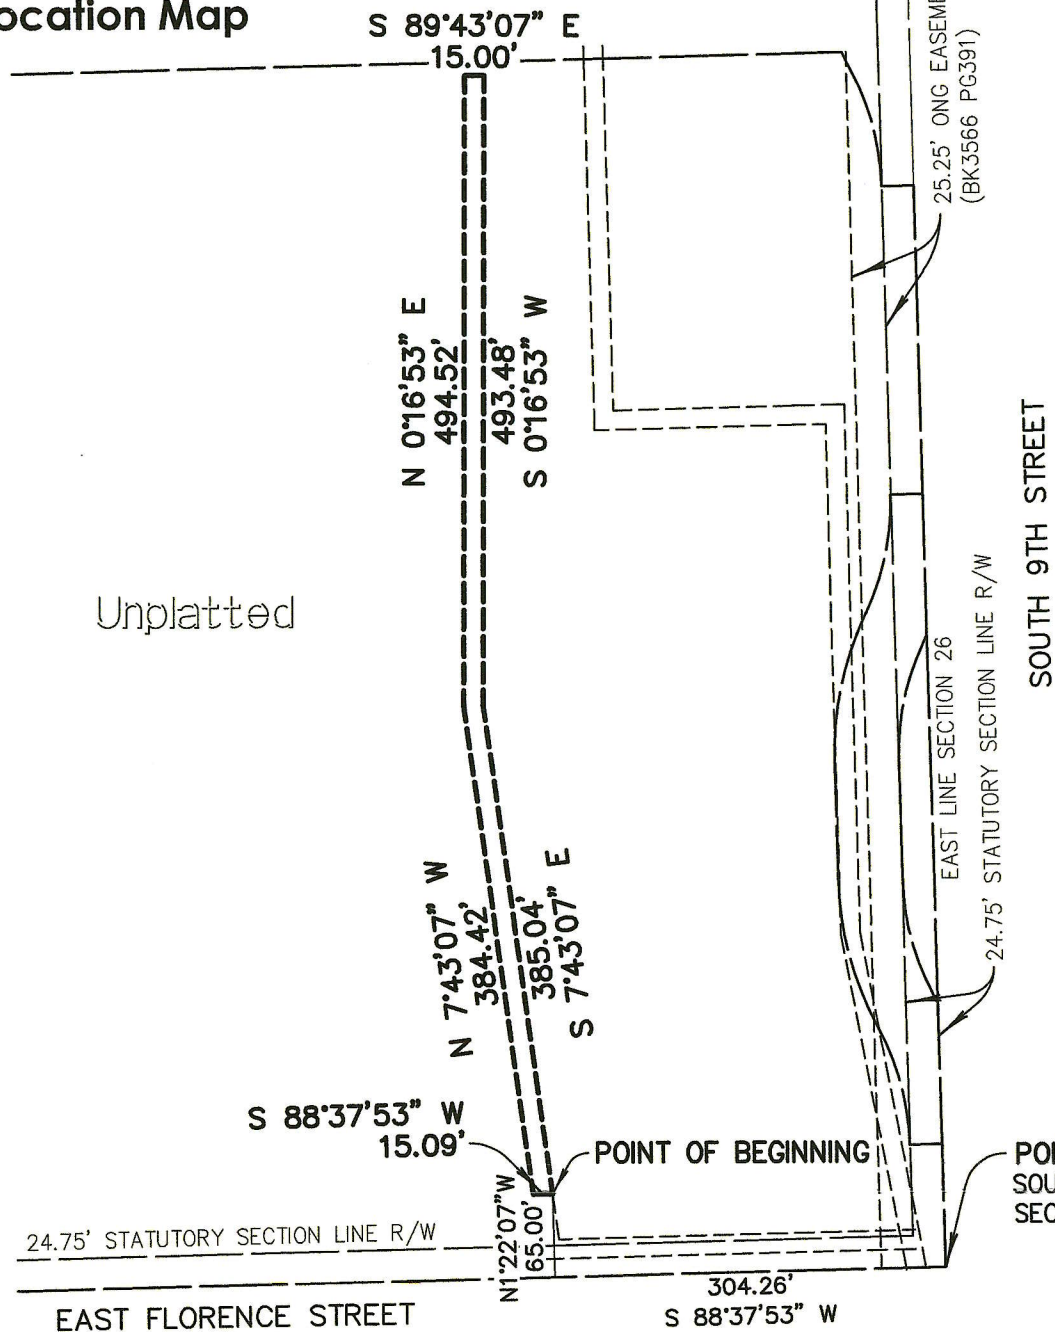 ocation Map
S 89°43'07" E
15.00'
25.25' ONG EASEME
(BK3566 PG391)
N 0°16'53" E
494.52'
493.48'
S 0°16'53" W
Unplatted
SOUTH 9TH STREET
EAST LINE SECTION 26
24.75' STATUTORY SECTION LINE R/W
N 7°43'07" W
384.42'
385.04'
S 7°43'07" E
S 88°37'53" W
15.09'
POINT OF BEGINNING
POI
SOU
SEC
N1°22'07"W
65.00'
24.75' STATUTORY SECTION LINE R/W
304.26'
S 88°37'53" W
EAST FLORENCE STREET